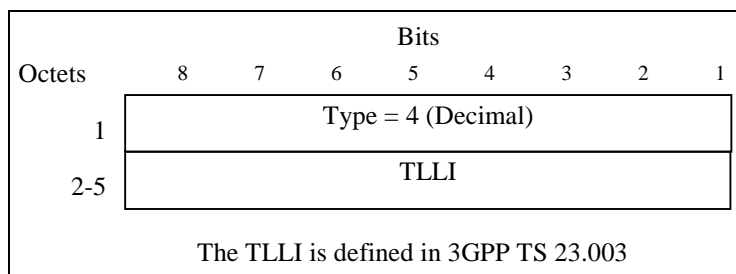 Bits
Octets 8 7 6 5 4 3 2 1
1 Type = 4 (Decimal)
2-5 TLLI
The TLLI is defined in 3GPP TS 23.003